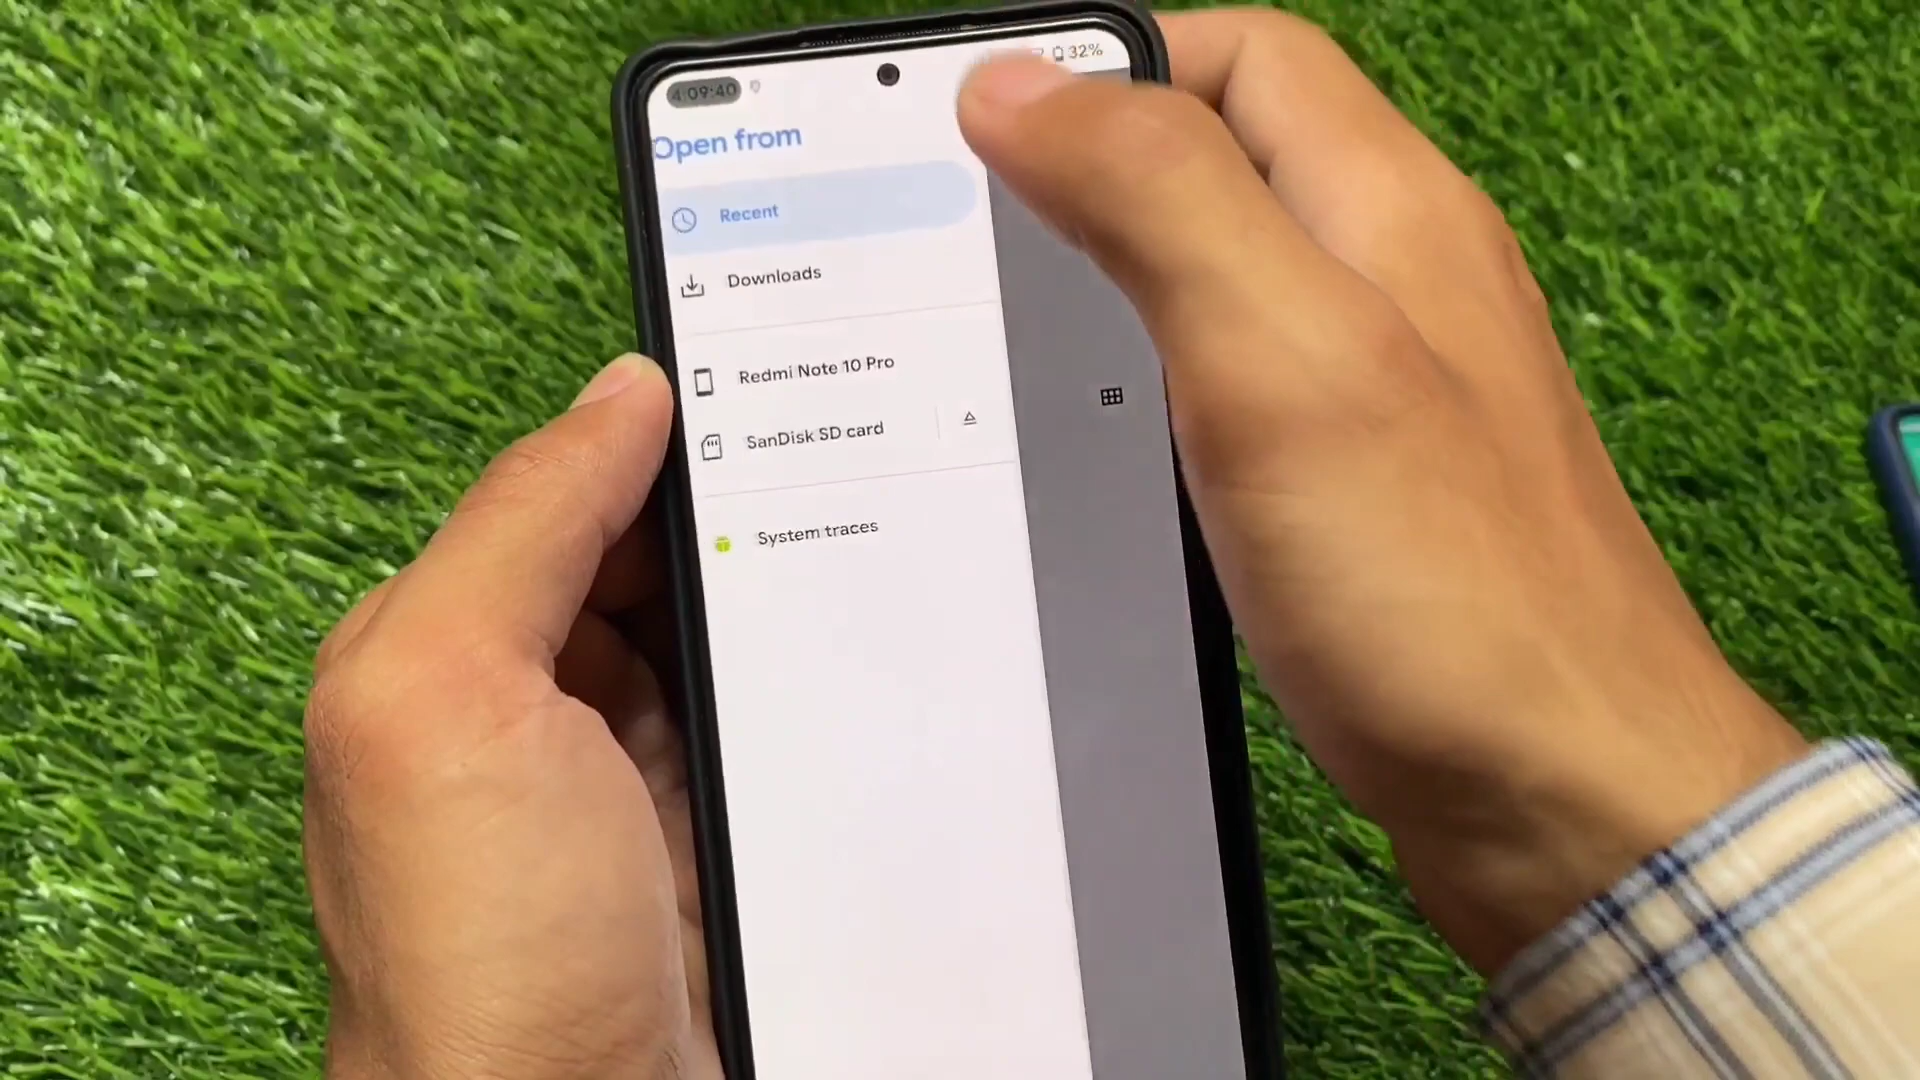 4:09:40
32%
Open from
Recent
Downloads
Redmi Note 10 Pro
SanDisk SD card
System traces